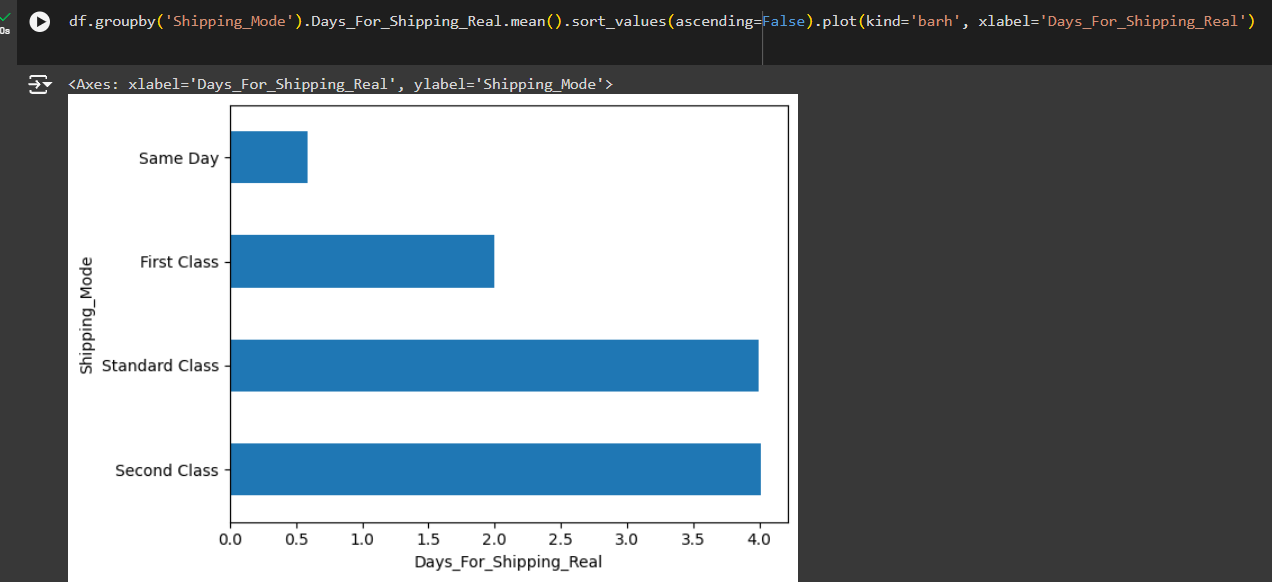 df.groupby('Shipping_Mode').Days_For_Shipping_Real.mean().sort_values(ascending=False).plot(kind='barh', xlabel='Days_For_Shipping_Real')
0s
<Axes: xlabel='Days_For_Shipping_Real', ylabel='Shipping_Mode'>
Same Day
First Class
Shipping_Mode
Standard Class
Second Class
0.0 0.5 1.0 1.5 2.0 2.5 3.0 3.5 4.0
Days_For_Shipping_Real